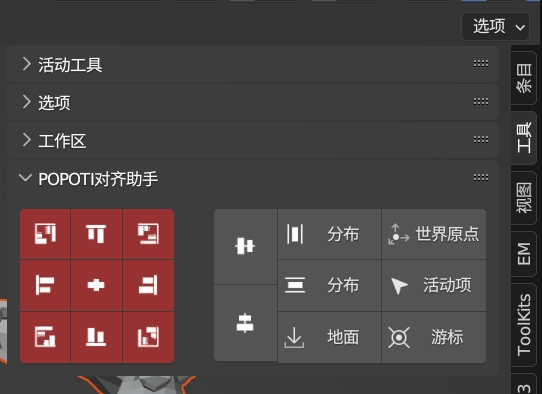 选项
活动工具
选项
工作区
POPOTI对齐助手
分布 世界原点
分布 活动项
地面 游标
条目
工具
视图
EM
ToolKits
3